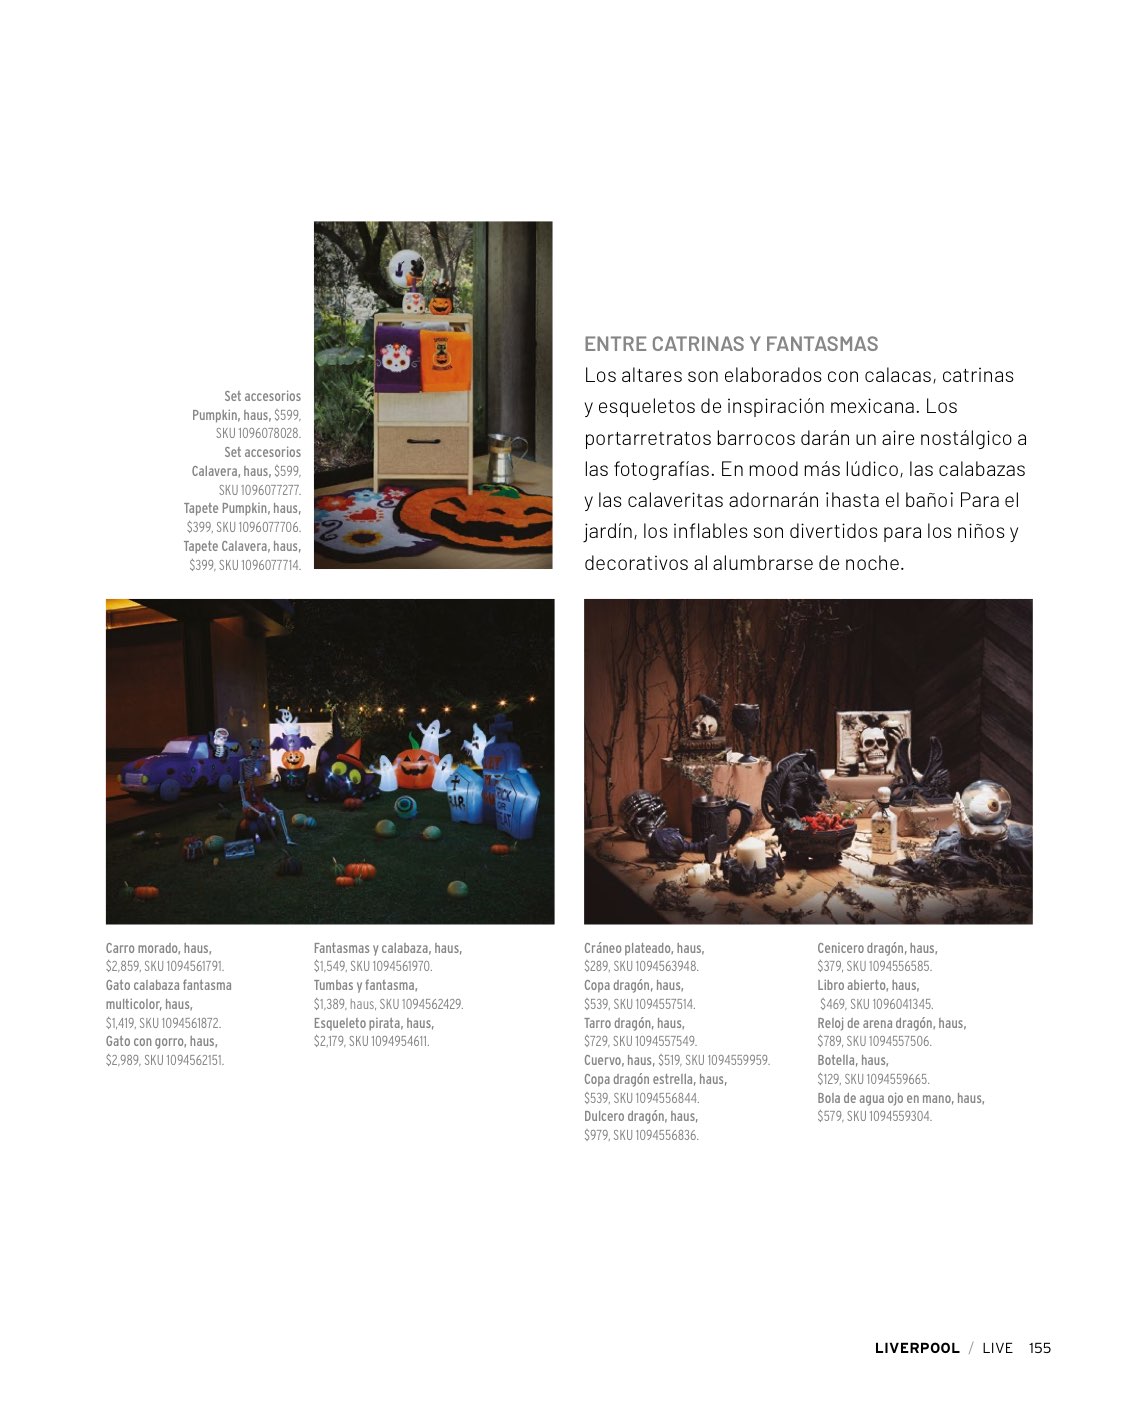 Set accesorios
Pumpkin, haus, $599,
SKU 1096078028.
Set accesorios
Calavera, haus, $599,
SKU 1096077277.
Tapete Pumpkin, haus,
$399, SKU 1096077706.
Tapete Calavera, haus,
$399, SKU 1096077714.
ENTRE CATRINAS Y FANTASMAS
Los altares son elaborados con calacas, catrinas
y esqueletos de inspiración mexicana. Los
portarretratos barrocos darán un aire nostálgico a
las fotografías. En mood más lúdico, las calabazas
y las calaveritas adornarán ¡hasta el baño¡ Para el
jardín, los inflables son divertidos para los niños y
decorativos al alumbrarse de noche.
R.I.P
TRICK
OR
TREAT
Carro morado, haus,
$2,859, SKU 1094561791.
Gato calabaza fantasma
multicolor, haus,
$1,419, SKU 1094561872.
Gato con gorro, haus,
$2,989, SKU 1094562151.
Fantasmas y calabaza, haus,
$1,549, SKU 1094561970.
Tumbas y fantasma,
$1,389, haus, SKU 1094562429.
Esqueleto pirata, haus,
$2,179, SKU 1094954611.
Cráneo plateado, haus,
$289, SKU 1094563948.
Copa dragón, haus,
$539, SKU 1094557514.
Tarro dragón, haus,
$729, SKU 1094557549.
Cuervo, haus, $519, SKU 1094559959.
Copa dragón estrella, haus,
$539, SKU 1094556844.
Dulcero dragón, haus,
$979, SKU 1094556836.
Cenicero dragón, haus,
$379, SKU 1094556585.
Libro abierto, haus,
$469, SKU 1096041345.
Reloj de arena dragón, haus,
$789, SKU 1094557506.
Botella, haus,
$129, SKU 1094559665.
Bola de agua ojo en mano, haus,
$579, SKU 1094559304.
LIVERPOOL / LIVE 155